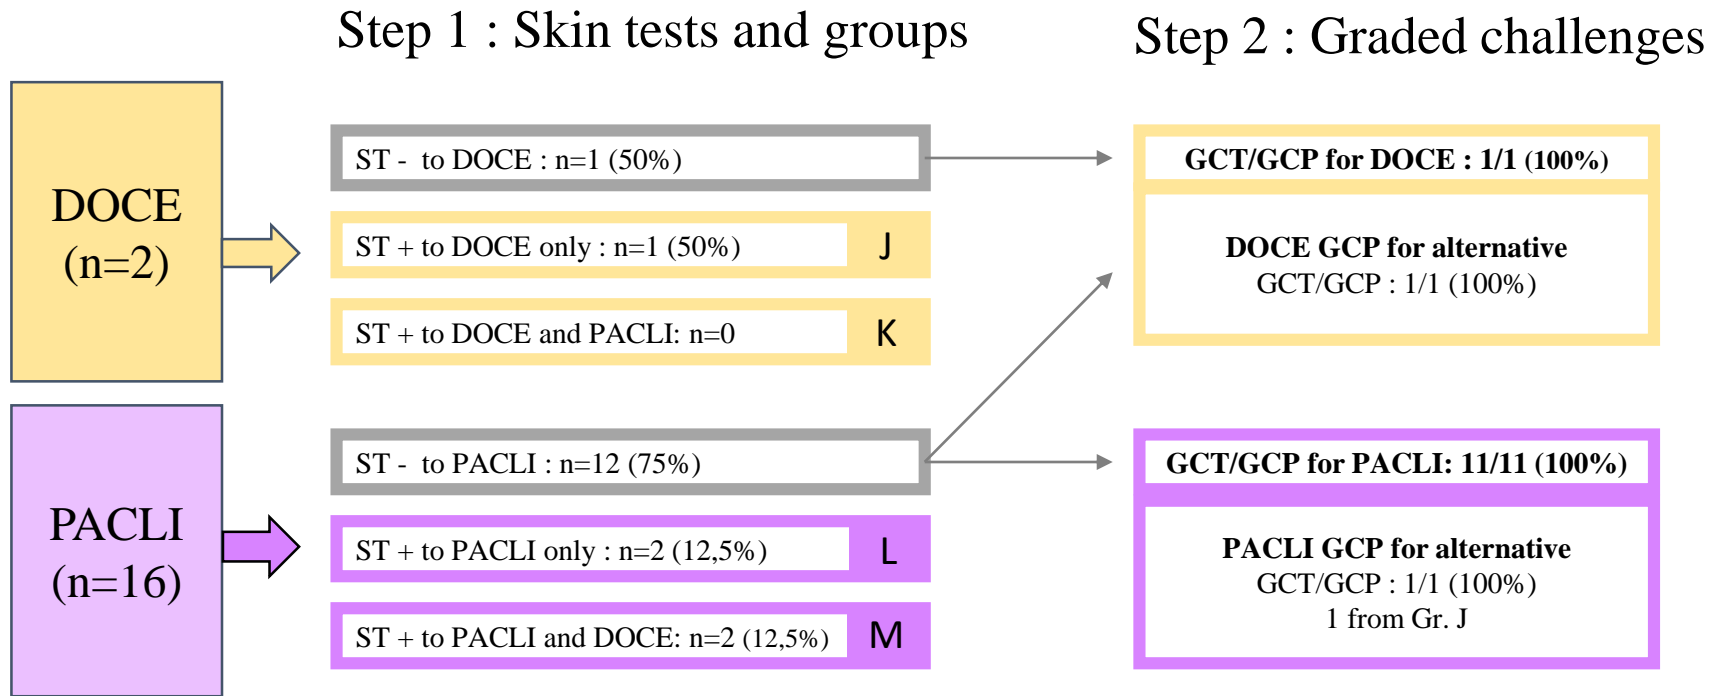 Step 1 : Skin tests and groups
Step 2 : Graded challenges
DOCE
(n=2)
ST -  to DOCE : n=1 (50%)
ST + to DOCE only : n=1 (50%)
J
ST + to DOCE and PACLI: n=0
K
GCT/GCP for DOCE : 1/1 (100%)
DOCE GCP for alternative
GCT/GCP : 1/1 (100%)
PACLI
(n=16)
ST -  to PACLI : n=12 (75%)
ST + to PACLI only : n=2 (12,5%)
L
ST + to PACLI and DOCE: n=2 (12,5%)
M
GCT/GCP for PACLI: 11/11 (100%)
PACLI GCP for alternative
GCT/GCP : 1/1 (100%)
1 from Gr. J